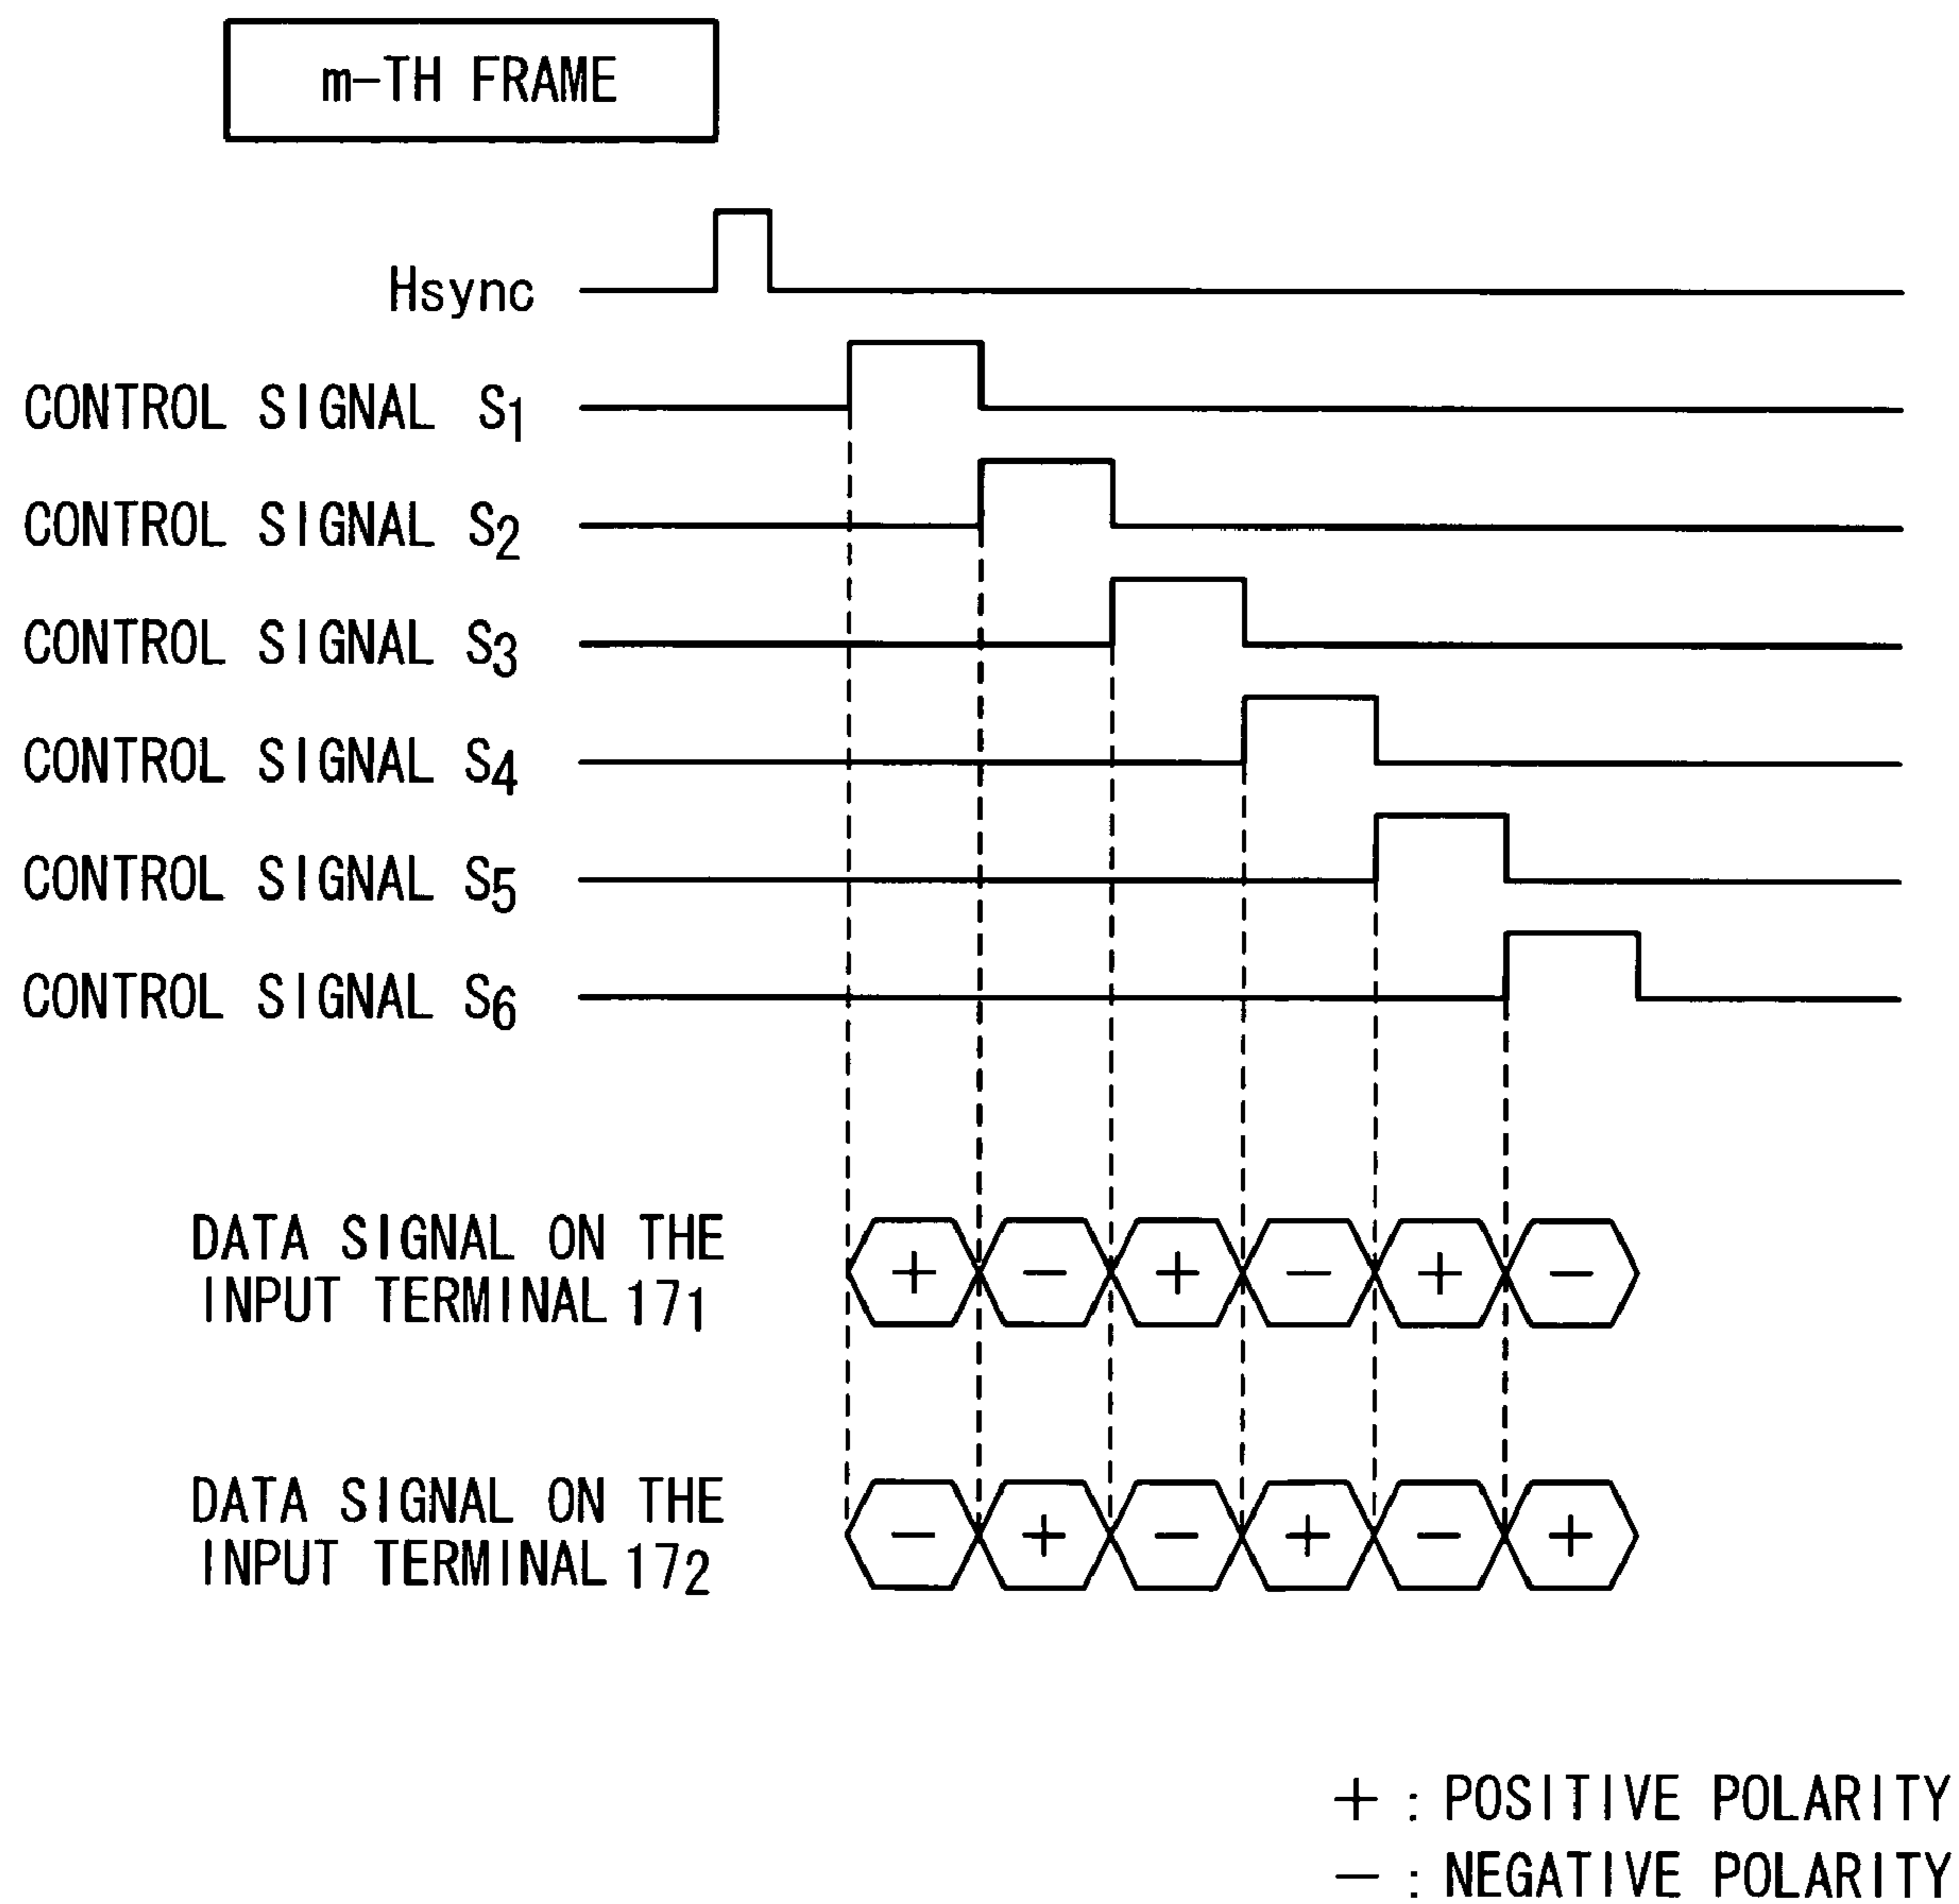 m-TH FRAME
Hsync
CONTROL SIGNAL S1
CONTROL SIGNAL S2
CONTROL SIGNAL S3
CONTROL SIGNAL S4
CONTROL SIGNAL S5
CONTROL SIGNAL S6
DATA SIGNAL ON THE
INPUT TERMINAL 171
+ − + − + −
DATA SIGNAL ON THE
INPUT TERMINAL 172
− + − + − +
+ : POSITIVE POLARITY
− : NEGATIVE POLARITY